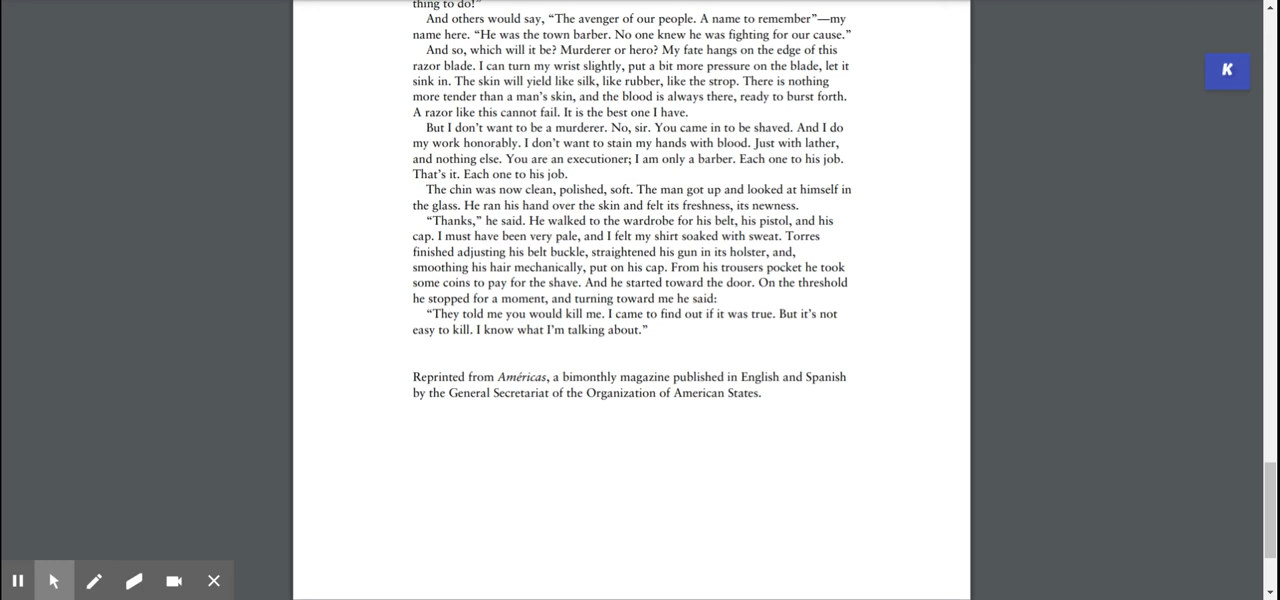 thing to do!”
And others would say, “The avenger of our people. A name to remember”—my
name here. “He was the town barber. No one knew he was fighting for our cause.”
And so, which will it be? Murderer or hero? My fate hangs on the edge of this
razor blade. I can turn my wrist slightly, put a bit more pressure on the blade, let it
sink in. The skin will yield like silk, like rubber, like the strop. There is nothing
more tender than a man’s skin, and the blood is always there, ready to burst forth.
A razor like this cannot fail. It is the best one I have.
But I don’t want to be a murderer. No, sir. You came in to be shaved. And I do
my work honorably. I don’t want to stain my hands with blood. Just with lather,
and nothing else. You are an executioner; I am only a barber. Each one to his job.
That’s it. Each one to his job.
The chin was now clean, polished, soft. The man got up and looked at himself in
the glass. He ran his hand over the skin and felt its freshness, its newness.
“Thanks,” he said. He walked to the wardrobe for his belt, his pistol, and his
cap. I must have been very pale, and I felt my shirt soaked with sweat. Torres
finished adjusting his belt buckle, straightened his gun in its holster, and,
smoothing his hair mechanically, put on his cap. From his trousers pocket he took
some coins to pay for the shave. And he started toward the door. On the threshold
he stopped for a moment, and turning toward me he said:
“They told me you would kill me. I came to find out if it was true. But it’s not
easy to kill. I know what I’m talking about.”
Reprinted from Américas, a bimonthly magazine published in English and Spanish
by the General Secretariat of the Organization of American States.
K